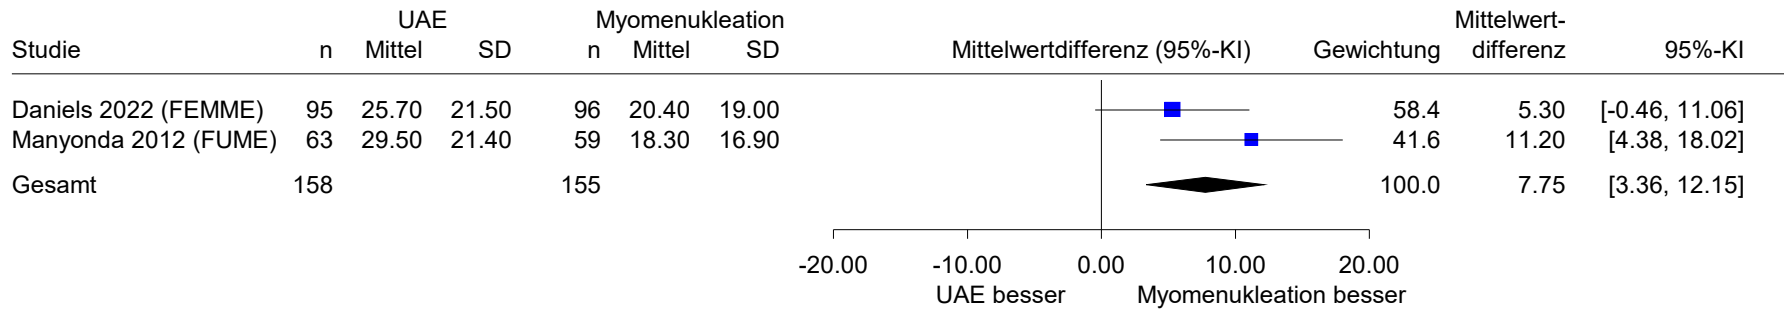 UAE Myomenukleation Mittelwert-
Studie n Mittel SD n Mittel SD Mittelwertdifferenz (95%-KI) Gewichtung differenz 95%-KI
Daniels 2022 (FEMME) 95 25.70 21.50 96 20.40 19.00 58.4 5.30 [-0.46, 11.06]
Manyonda 2012 (FUME) 63 29.50 21.40 59 18.30 16.90 41.6 11.20 [4.38, 18.02]
Gesamt 158 155 100.0 7.75 [3.36, 12.15]
-20.00 -10.00 0.00 10.00 20.00
UAE besser Myomenukleation besser